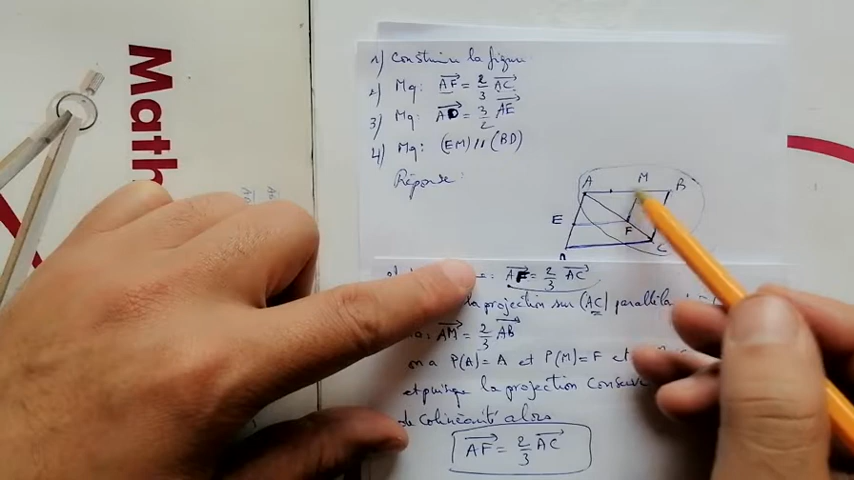 Math
1) Construire la figure
2) Mq: AF = 2/3 AC
3) Mq: AD = 3/2 AE
4) Mq: (EM) // (BD)
Réponse:
A M B
E F
C
= AF = 2/3 AC
la projection sur (AC)
AM = 2/3 AB
on a P(A) = A et P(M) = F et
et puisque la projection conserve
de colinéarité alors
AF = 2/3 AC